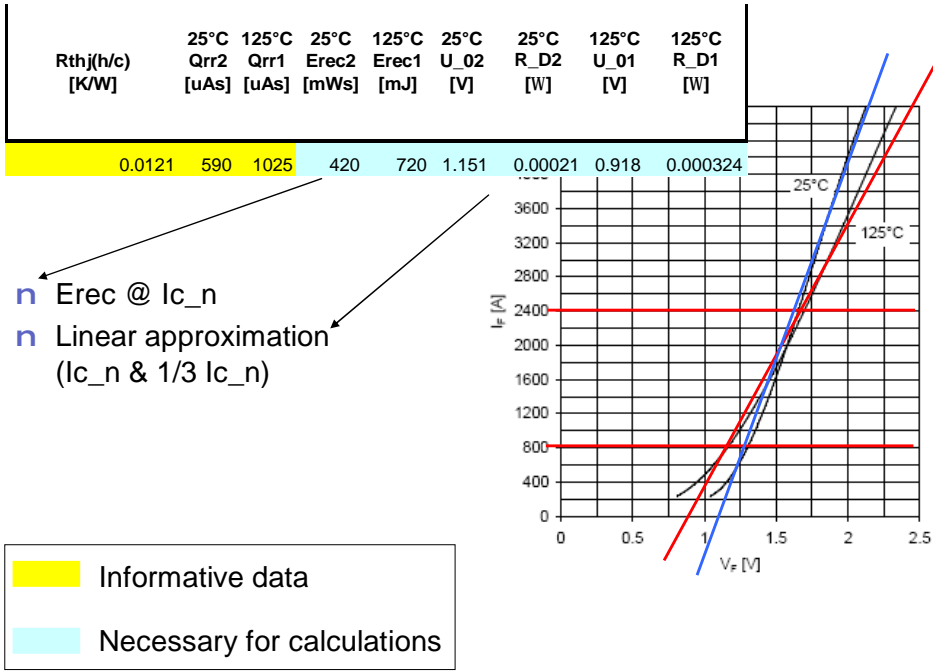 25°C 125°C 25°C 125°C 25°C 25°C 125°C 125°C
Rthj(h/c) Qrr2 Qrr1 Erec2 Erec1 U_02 R_D2 U_01 R_D1
[K/W] [uAs] [uAs] [mWs] [mJ] [V] [W] [V] [W]
0.0121 590 1025 420 720 1.151 0.00021 0.918 0.000324
25°C
3600
125°C
3200
2800
n Erec @ Ic_n
n Linear approximation
(Ic_n & 1/3 Ic_n)
I_F [A]
2400
2000
1600
1200
800
400
0
0 0.5 1 1.5 2 2.5
V_F [V]
Informative data
Necessary for calculations